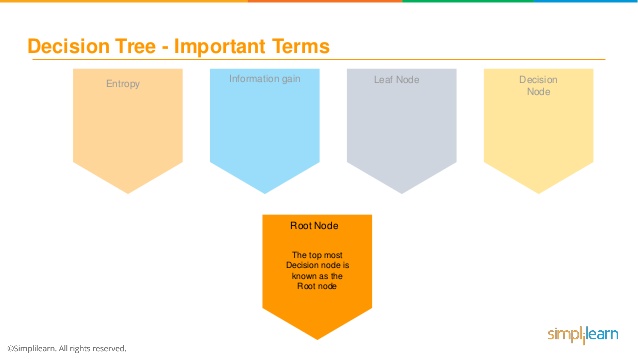 Decision Tree - Important Terms
Entropy
Information gain
Leaf Node
Decision
Node
Root Node
The top most
Decision node is
known as the
Root node
©Simplilearn. All rights reserved.
simplilearn